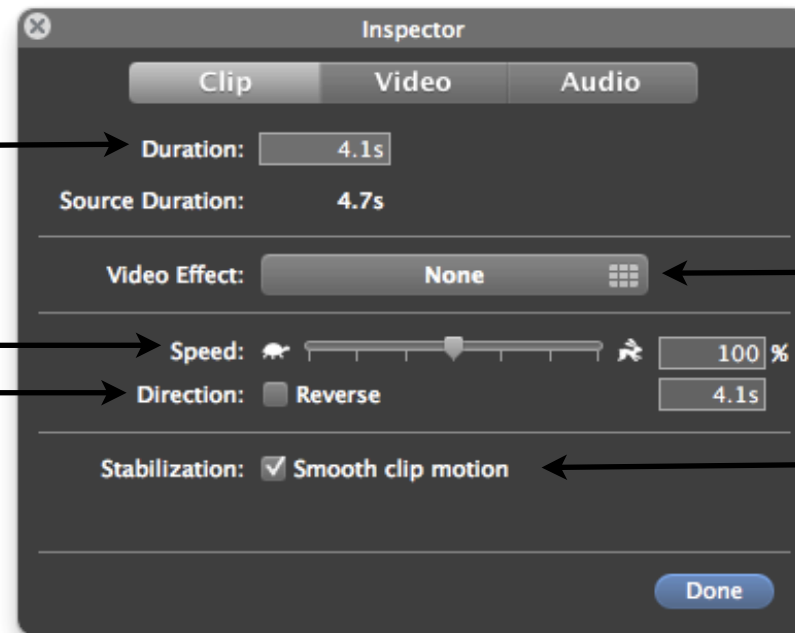 Inspector
Clip Video Audio
Duration: 4.1s
Source Duration: 4.7s
Video Effect: None
Speed: 100 %
Direction: Reverse 4.1s
Stabilization: Smooth clip motion
Done